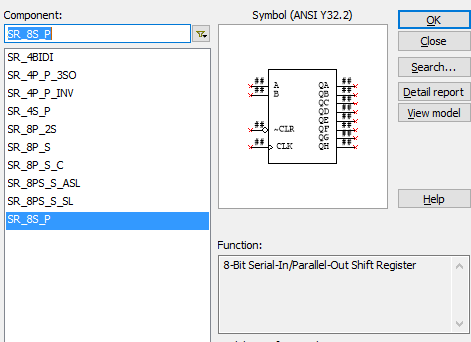 Component:
SR_8S_P
SR_4BIDI
SR_4P_P_3SO
SR_4P_P_INV
SR_4S_P
SR_8P_2S
SR_8P_S
SR_8P_S_C
SR_8PS_S_ASL
SR_8PS_S_SL
SR_8S_P
Symbol (ANSI Y32.2)
## A QA ##
## B QB ##
QC ##
QD ##
QE ##
## ~CLR QF ##
QG ##
## CLK QH ##
Function:
8-Bit Serial-In/Parallel-Out Shift Register
OK
Close
Search...
Detail report
View model
Help